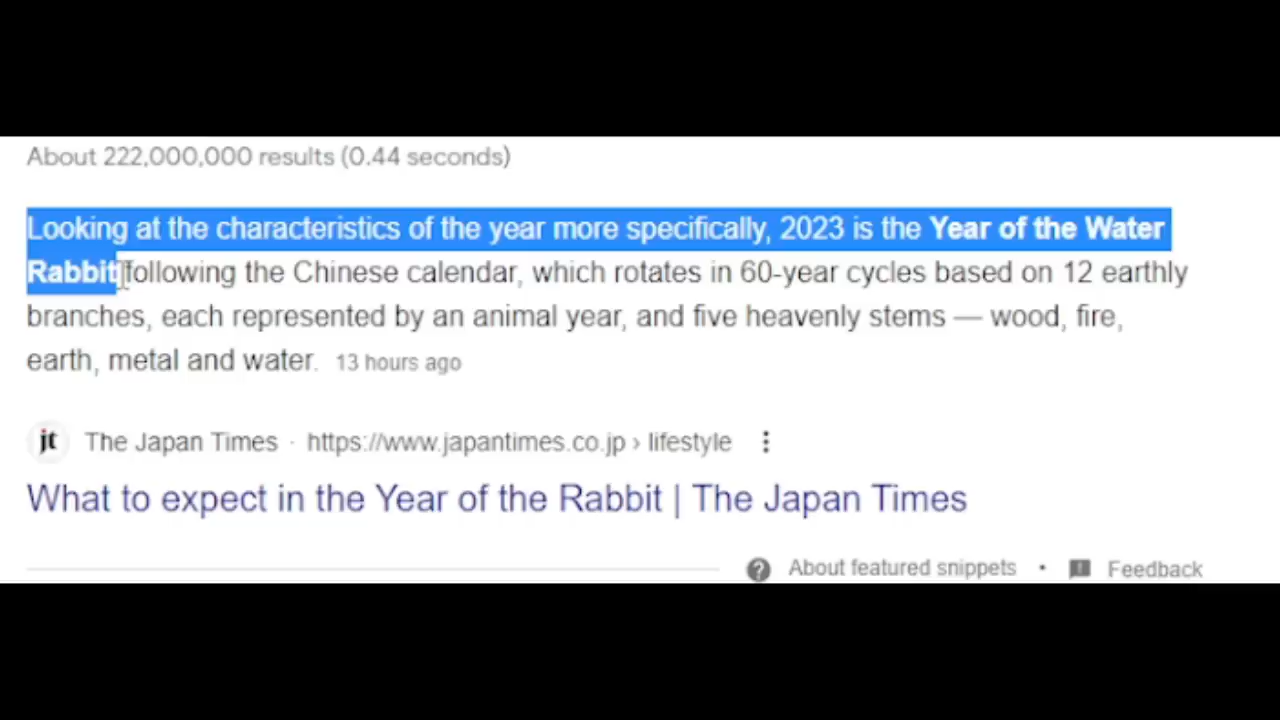 About 222,000,000 results (0.44 seconds)
Looking at the characteristics of the year more specifically, 2023 is the Year of the Water
Rabbit following the Chinese calendar, which rotates in 60-year cycles based on 12 earthly
branches, each represented by an animal year, and five heavenly stems — wood, fire,
earth, metal and water. 13 hours ago
jt The Japan Times · https://www.japantimes.co.jp › lifestyle
What to expect in the Year of the Rabbit | The Japan Times
About featured snippets • Feedback